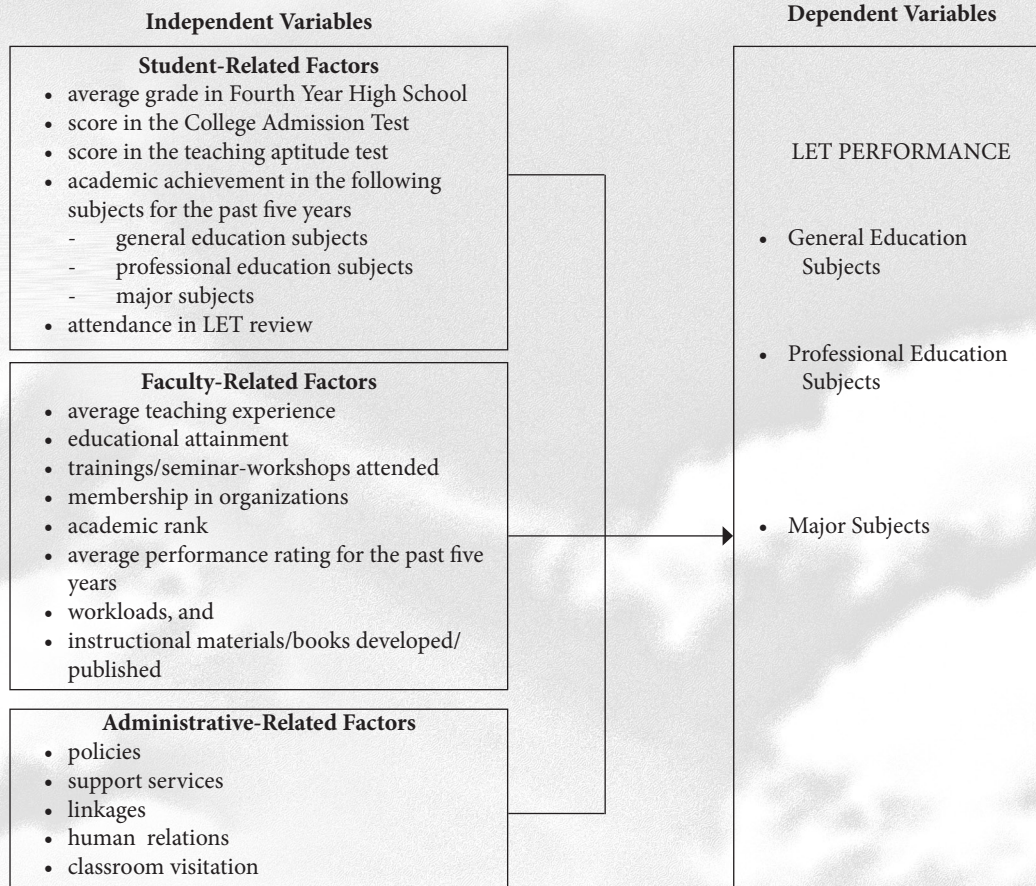 Independent Variables
Student-Related Factors
• average grade in Fourth Year High School
• score in the College Admission Test
• score in the teaching aptitude test
• academic achievement in the following
subjects for the past five years
- general education subjects
- professional education subjects
- major subjects
• attendance in LET review
Faculty-Related Factors
• average teaching experience
• educational attainment
• trainings/seminar-workshops attended
• membership in organizations
• academic rank
• average performance rating for the past five
years
• workloads, and
• instructional materials/books developed/
published
Administrative-Related Factors
• policies
• support services
• linkages
• human relations
• classroom visitation
Dependent Variables
LET PERFORMANCE
• General Education
Subjects
• Professional Education
Subjects
• Major Subjects